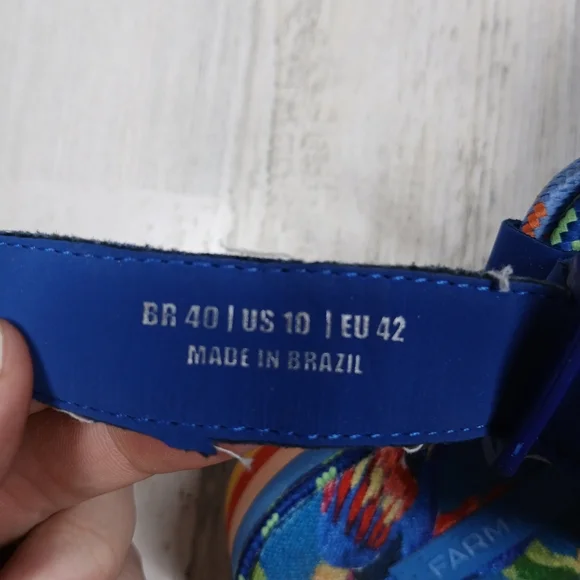 BR 40 | US 10 | EU 42
MADE IN BRAZIL
FARM